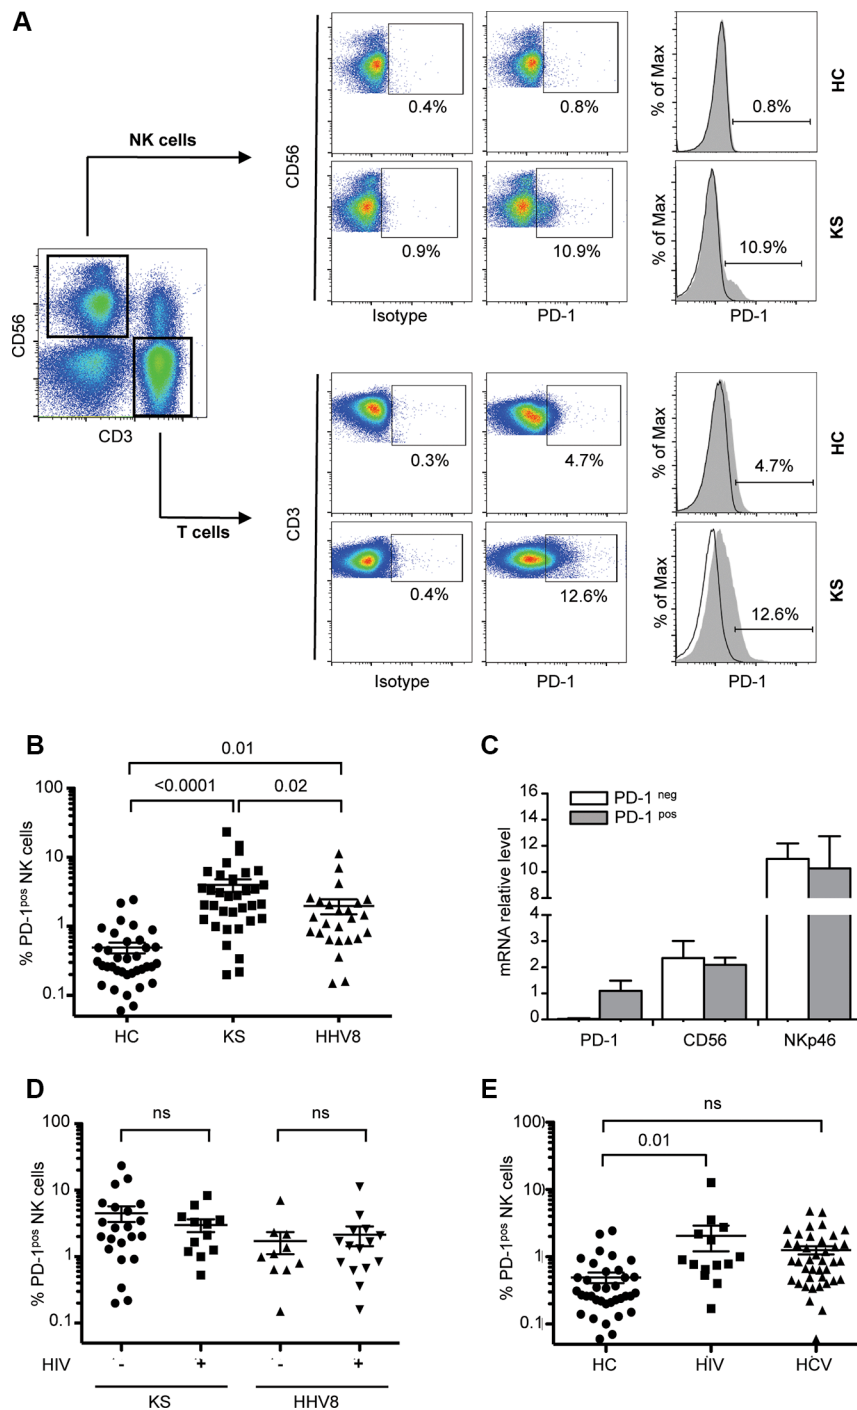 A
NK cells
CD56
CD3
T cells
CD56
0.4%
0.8%
% of Max
0.8%
HC
0.9%
10.9%
% of Max
10.9%
KS
Isotype
PD-1
PD-1
CD3
0.3%
4.7%
% of Max
4.7%
HC
0.4%
12.6%
% of Max
12.6%
KS
Isotype
PD-1
PD-1
B
0.01
<0.0001
0.02
% PD-1pos NK cells
100
10
1
0.1
HC
KS
HHV8
C
PD-1 neg
PD-1 pos
mRNA relative level
16
14
12
10
4
2
0
PD-1
CD56
NKp46
D
ns
ns
% PD-1pos NK cells
100
10
1
0.1
HIV
-
+
-
+
KS
HHV8
E
ns
0.01
% PD-1pos NK cells
100
10
1
0.1
HC
HIV
HCV